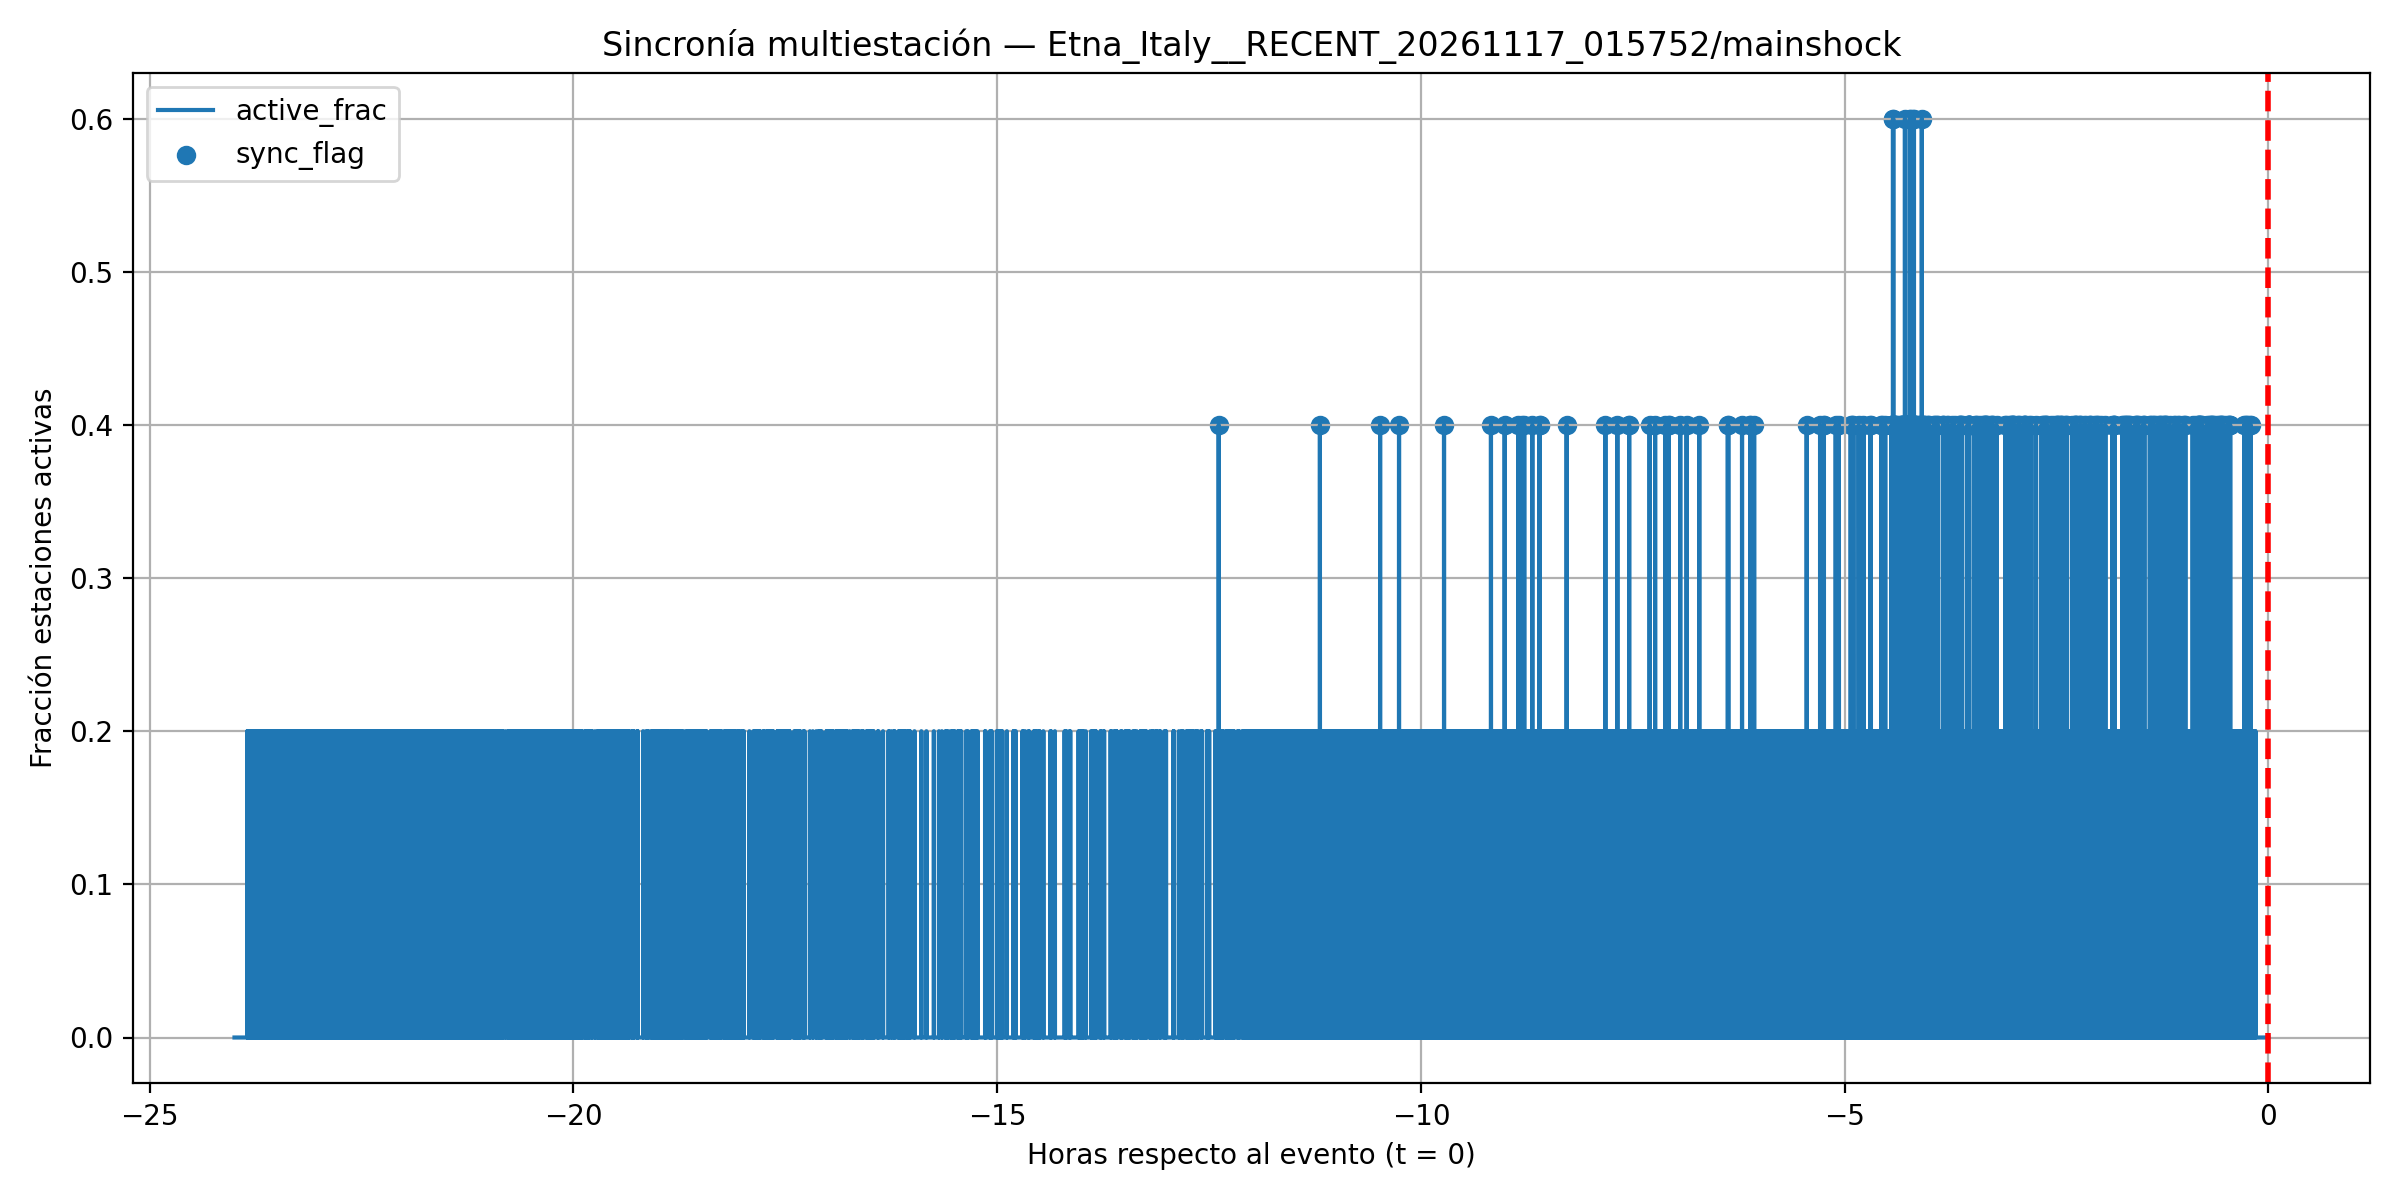 Sincronía multiestación — Etna_Italy__RECENT_20261117_015752/mainshock
active_frac
sync_flag
Fracción estaciones activas
0.6
0.5
0.4
0.3
0.2
0.1
0.0
−25
−20
−15
−10
−5
0
Horas respecto al evento (t = 0)